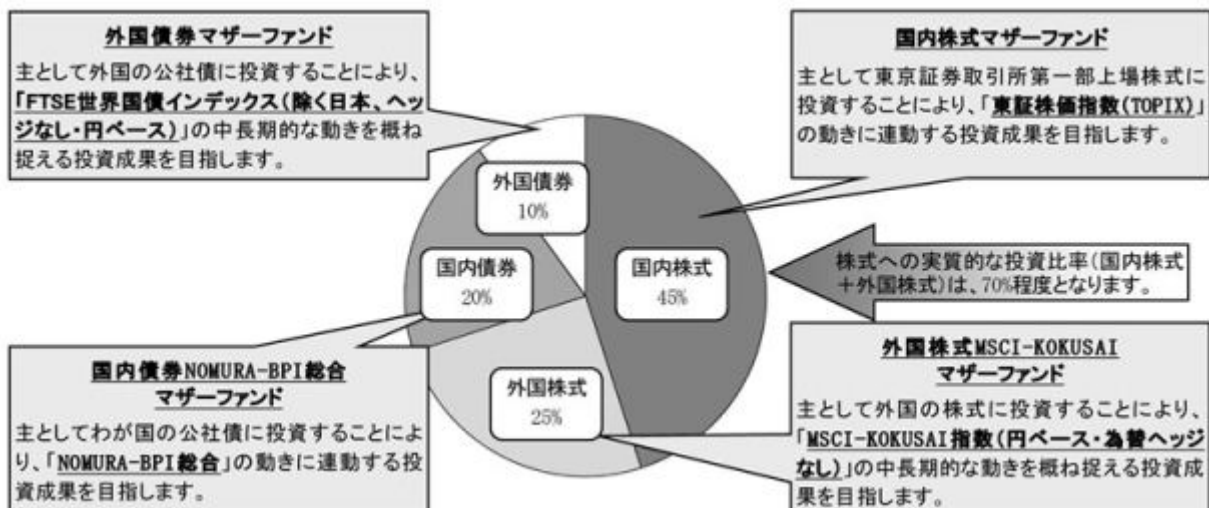 外国債券マザーファンド
主として外国の公社債に投資することにより、
「FTSE世界国債インデックス(除く日本、ヘッ
ジなし・円ベース)」の中長期的な動きを概ね
捉える投資成果を目指します。
国内株式マザーファンド
主として東京証券取引所第一部上場株式に
投資することにより、「東証株価指数(TOPIX)」
の動きに連動する投資成果を目指します。
外国債券
10%
国内債券
20%
国内株式
45%
株式への実質的な投資比率(国内株式
+外国株式)は、70%程度となります。
国内債券NOMURA-BPI総合
マザーファンド
主としてわが国の公社債に投資することによ
り、「NOMURA-BPI総合」の動きに連動する投
資成果を目指します。
外国株式
25%
外国株式MSCI-KOKUSAI
マザーファンド
主として外国の株式に投資することにより、
「MSCI-KOKUSAI指数(円ベース・為替ヘッジ
なし)」の中長期的な動きを概ね捉える投資成
果を目指します。